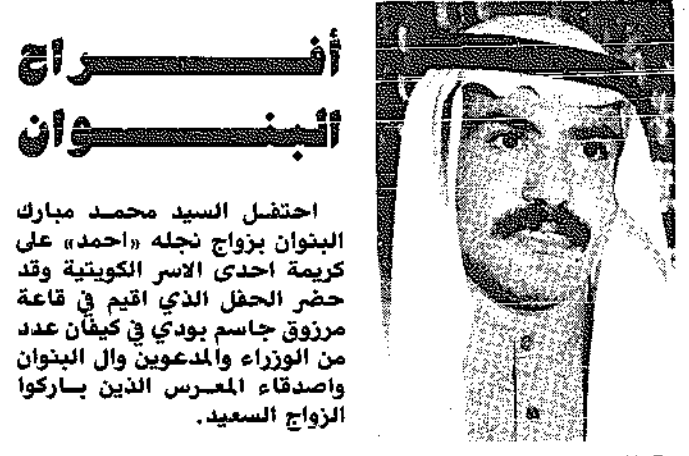 أفراح
البنوان
احتفل السيد محمد مبارك
البنوان بزواج نجله «احمد» على
كريمة احدى الاسر الكويتية وقد
حضر الحفل الذي اقيم في قاعة
مرزوق جاسم بودي في كيفان عدد
من الوزراء والمدعوين وال البنوان
واصدقاء المعرس الذين باركوا
الزواج السعيد.